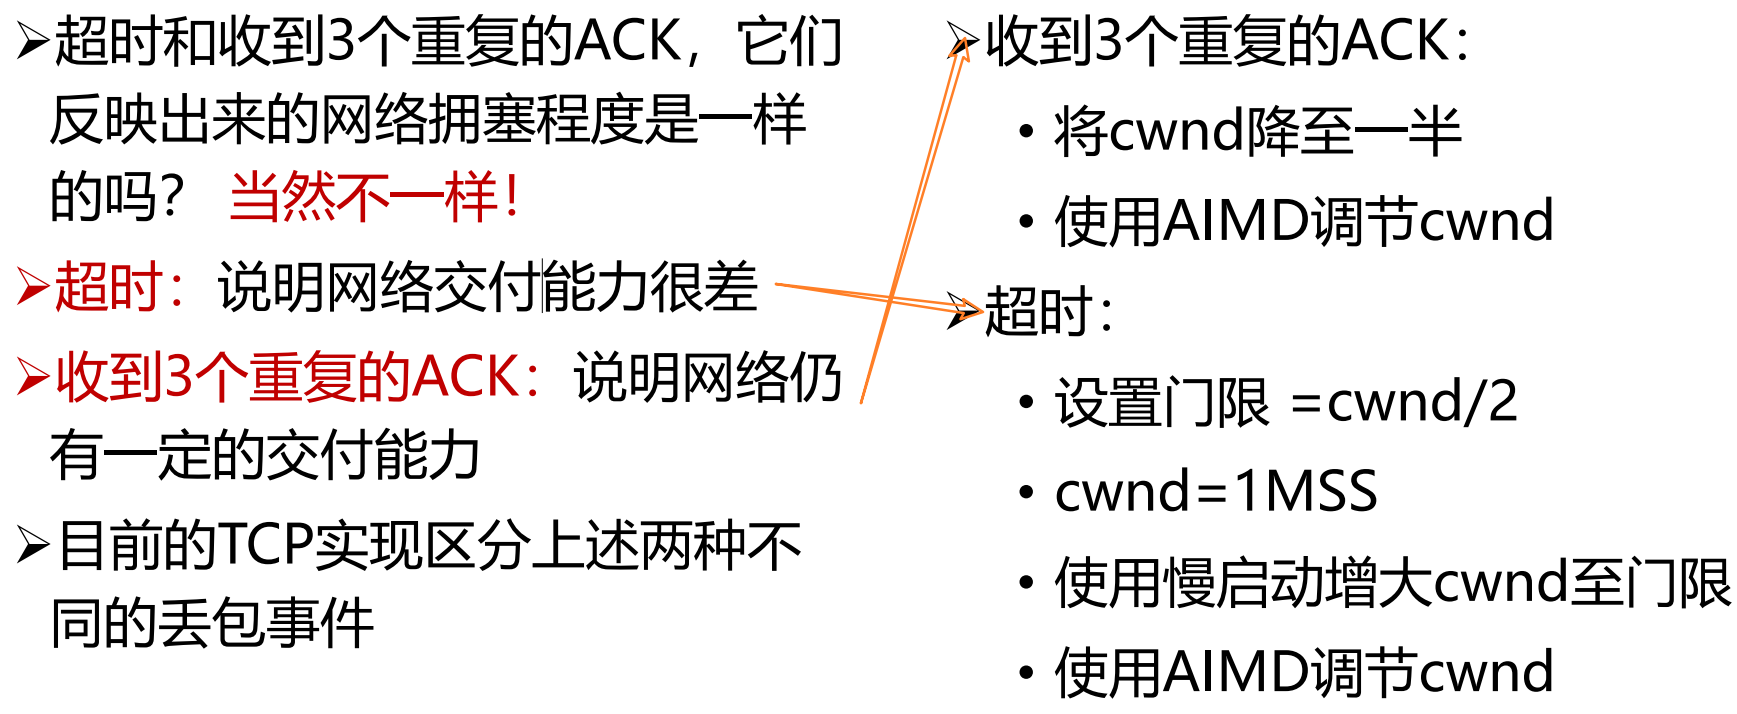 ➢超时和收到3个重复的ACK，它们
反映出来的网络拥塞程度是一样
的吗？ 当然不一样！
➢超时：说明网络交付能力很差
➢收到3个重复的ACK：说明网络仍
有一定的交付能力
➢目前的TCP实现区分上述两种不
同的丢包事件
➢收到3个重复的ACK：
• 将cwnd降至一半
• 使用AIMD调节cwnd
➢超时：
• 设置门限 =cwnd/2
• cwnd=1MSS
• 使用慢启动增大cwnd至门限
• 使用AIMD调节cwnd